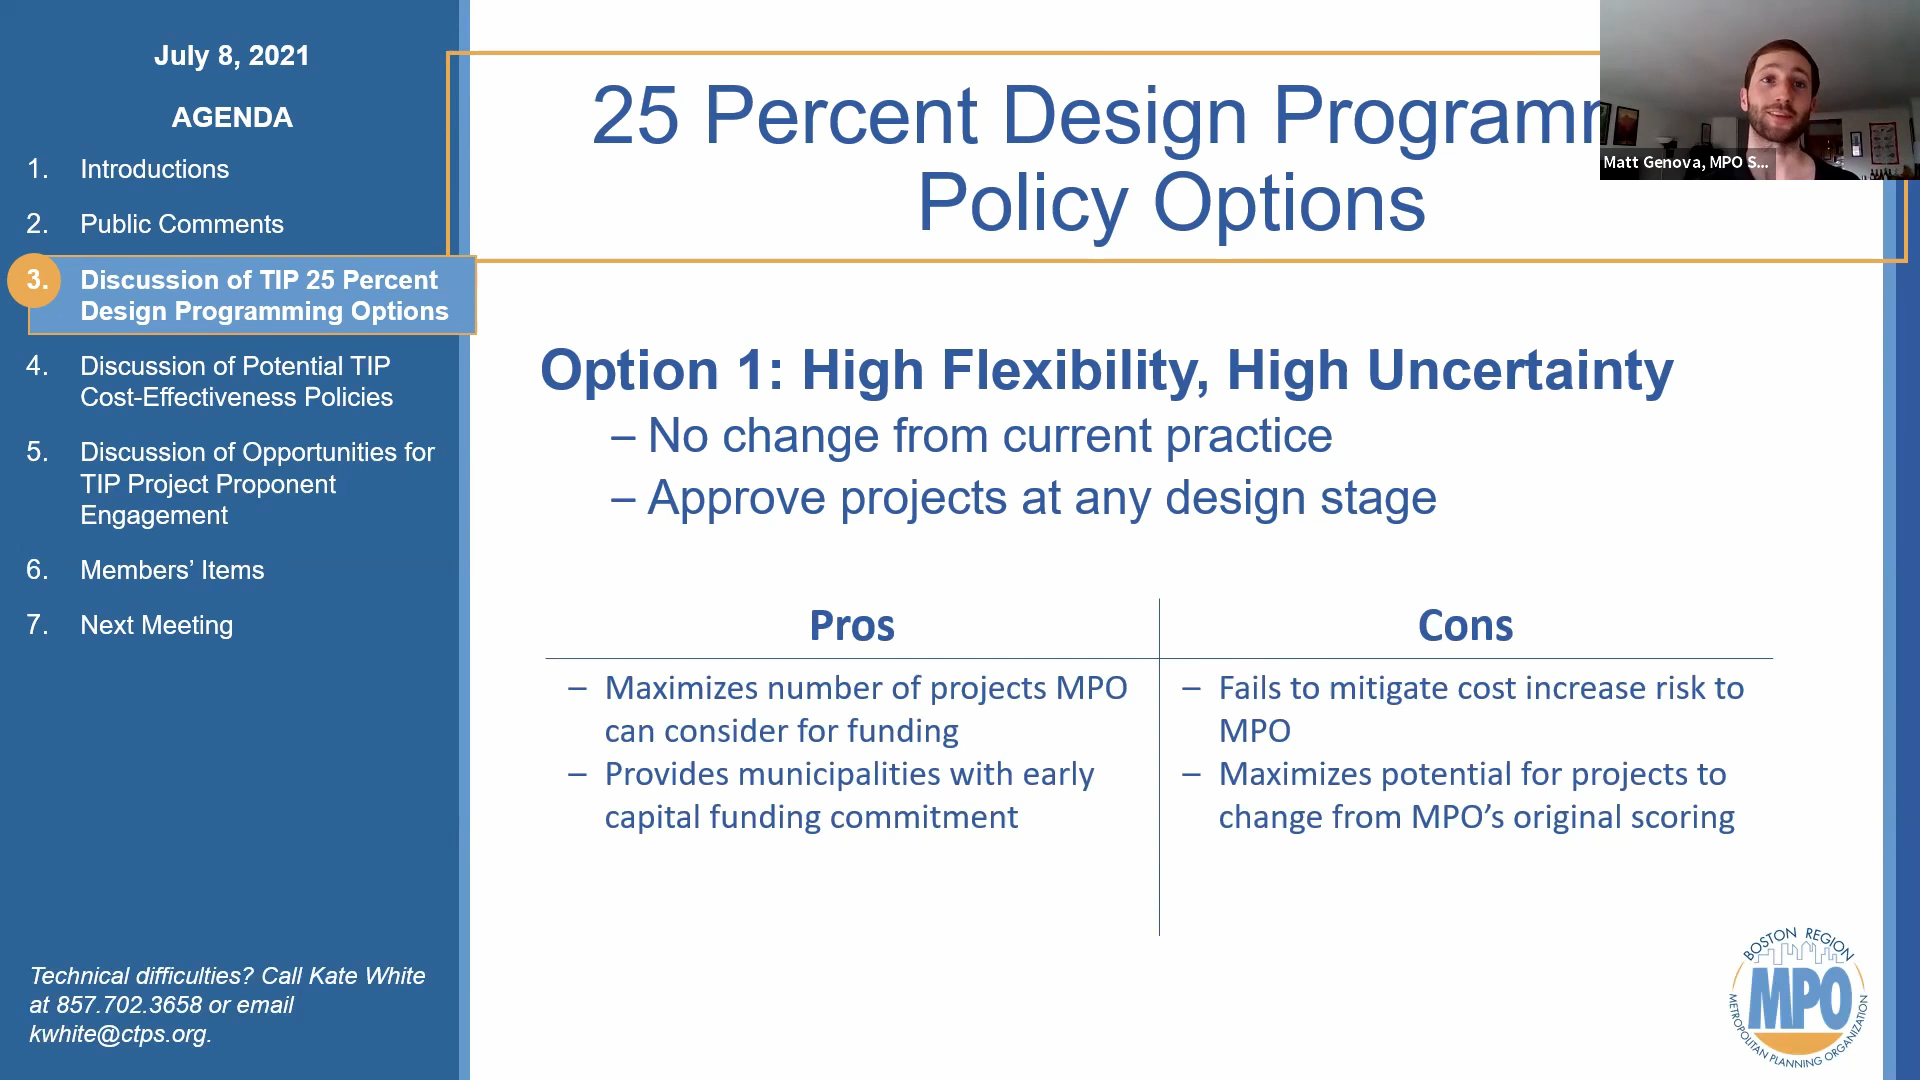 July 8, 2021
AGENDA
1. Introductions
2. Public Comments
3. Discussion of TIP 25 Percent
Design Programming Options
4. Discussion of Potential TIP
Cost-Effectiveness Policies
5. Discussion of Opportunities for
TIP Project Proponent
Engagement
6. Members’ Items
7. Next Meeting
Technical difficulties? Call Kate White
at 857.702.3658 or email
kwhite@ctps.org.
25 Percent Design Programm
Policy Options
Matt Genova, MPO S...
Option 1: High Flexibility, High Uncertainty
– No change from current practice
– Approve projects at any design stage
Pros
– Maximizes number of projects MPO
can consider for funding
– Provides municipalities with early
capital funding commitment
Cons
– Fails to mitigate cost increase risk to
MPO
– Maximizes potential for projects to
change from MPO’s original scoring
BOSTON REGION
MPO
METROPOLITAN PLANNING ORGANIZATION